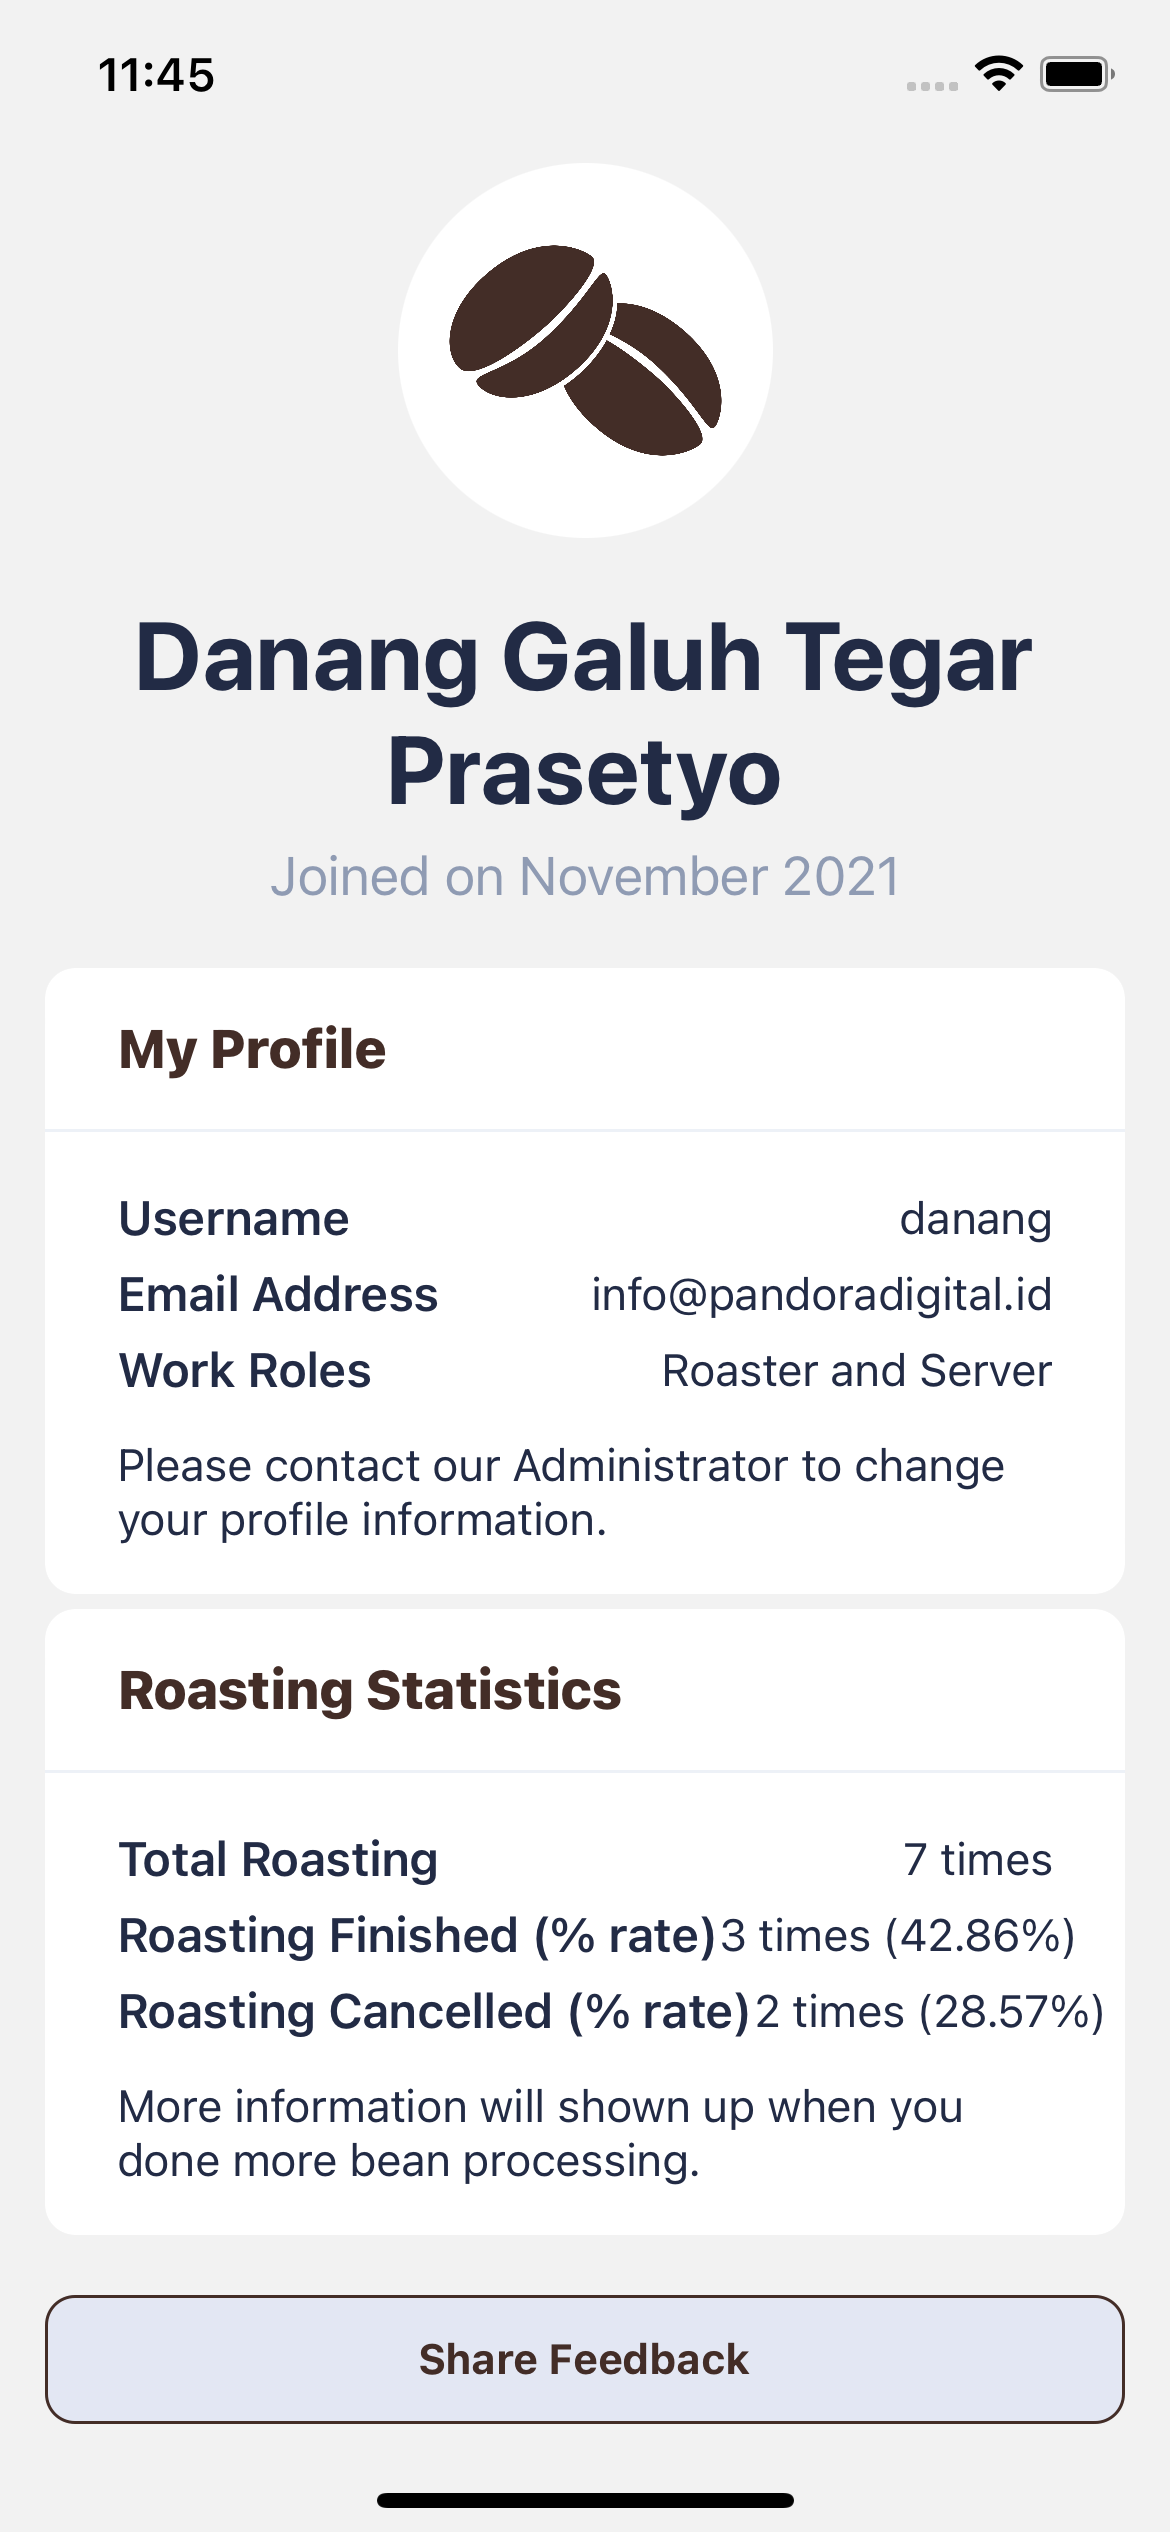 11:45
Danang Galuh Tegar
Prasetyo
Joined on November 2021
My Profile
Username danang
Email Address info@pandoradigital.id
Work Roles Roaster and Server
Please contact our Administrator to change
your profile information.
Roasting Statistics
Total Roasting 7 times
Roasting Finished (% rate) 3 times (42.86%)
Roasting Cancelled (% rate) 2 times (28.57%)
More information will shown up when you
done more bean processing.
Share Feedback